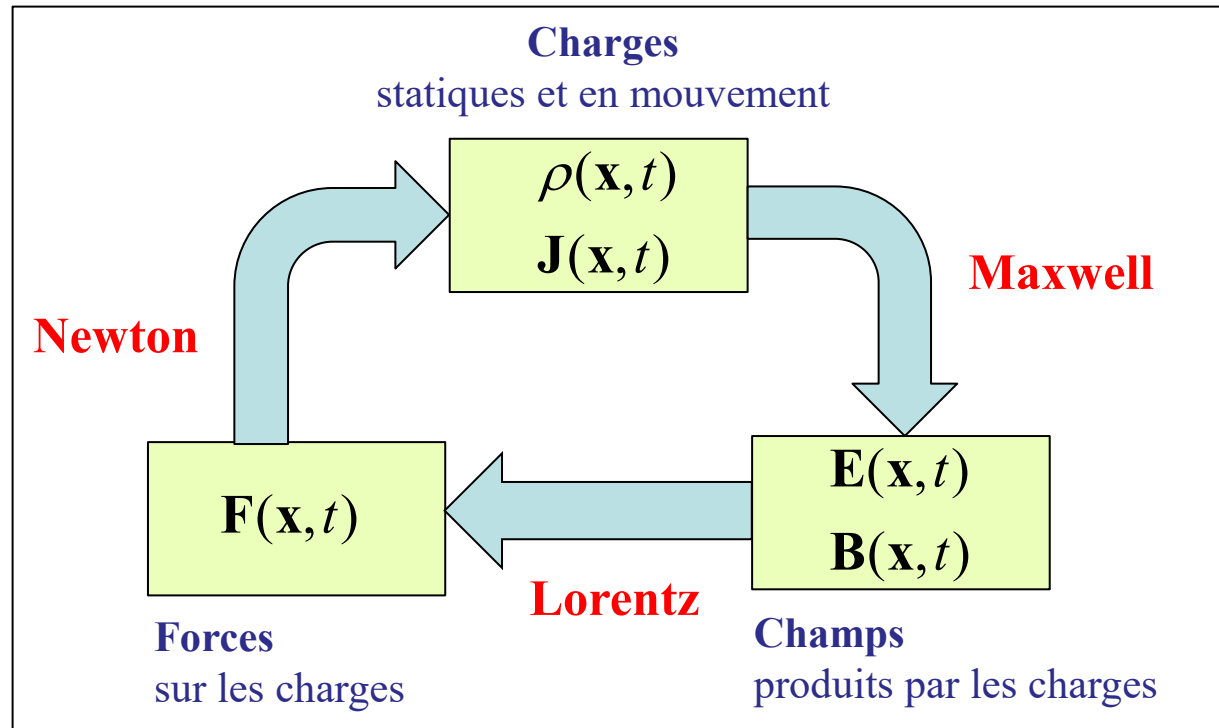 Charges
statiques et en mouvement
ρ(x,t)
J(x,t)
Maxwell
Newton
E(x,t)
B(x,t)
F(x,t)
Lorentz
Forces
sur les charges
Champs
produits par les charges